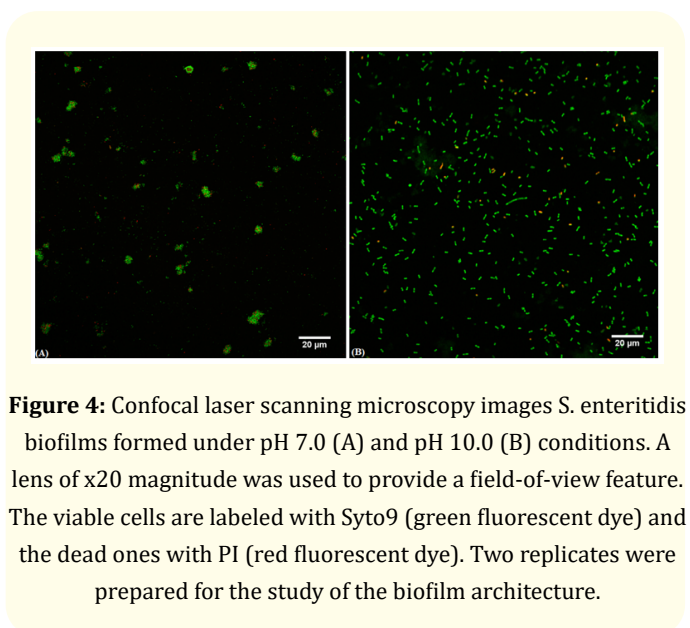 20 µm
(A)
20 µm
(B)
Figure 4: Confocal laser scanning microscopy images S. enteritidis
biofilms formed under pH 7.0 (A) and pH 10.0 (B) conditions. A
lens of x20 magnitude was used to provide a field-of-view feature.
The viable cells are labeled with Syto9 (green fluorescent dye) and
the dead ones with PI (red fluorescent dye). Two replicates were
prepared for the study of the biofilm architecture.